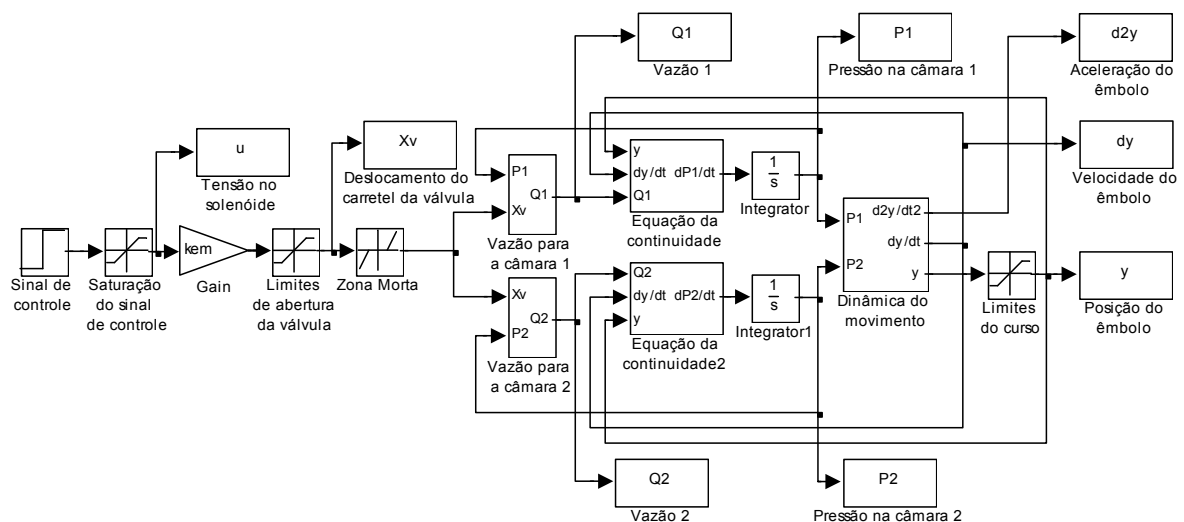 Q1
Vazão 1
P1
Pressão na câmara 1
d2y
Aceleração do
êmbolo
u
Tensão no
solenóide
Xv
Deslocamento do
carretel da válvula
dy
Velocidade do
êmbolo
P1
Xv
Q1
Vazão para
a câmara 1
y
dy/dt
Q1
dP1/dt
Equação da
continuidade
1
s
Integrator
P1
P2
d2y/dt2
dy/dt
y
Dinâmica do
movimento
Sinal de
controle
Saturação
do sinal
de controle
kem
Gain
Limites
de abertura
da válvula
Zona Morta
Xv
P2
Q2
Vazão para
a câmara 2
Q2
dy/dt
y
dP2/dt
Equação da
continuidade2
1
s
Integrator1
Limites
do curso
y
Posição do
êmbolo
Q2
Vazão 2
P2
Pressão na câmara 2